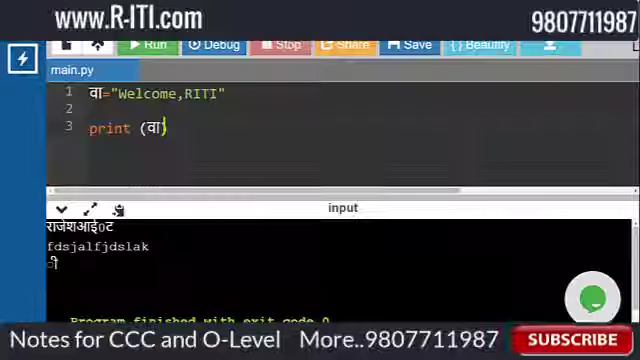 www.R-ITI.com
9807711987
Run Debug Stop Share Save { } Beautify
main.py
1 वा="Welcome,RITI"
2
3 print (वा)
input
राजेशआई0ट
fdsjalfjdslak
ी
Program finished with exit code 0
Notes for CCC and O-Level More..9807711987 SUBSCRIBE